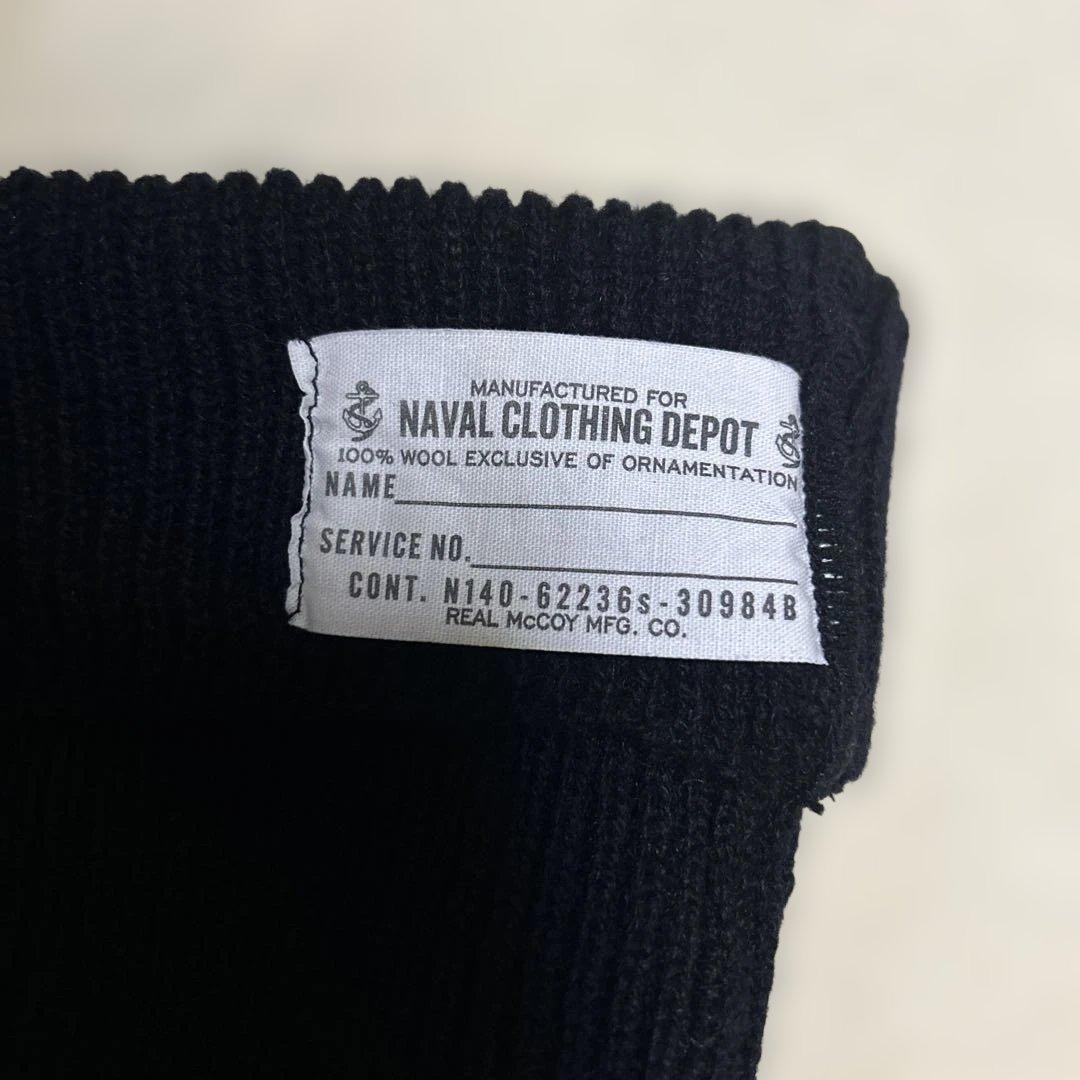 MANUFACTURED FOR
NAVAL CLOTHING DEPOT
100% WOOL EXCLUSIVE OF ORNAMENTATION
NAME
SERVICE NO.
CONT. N140-62236s-30984B
REAL McCOY MFG. CO.